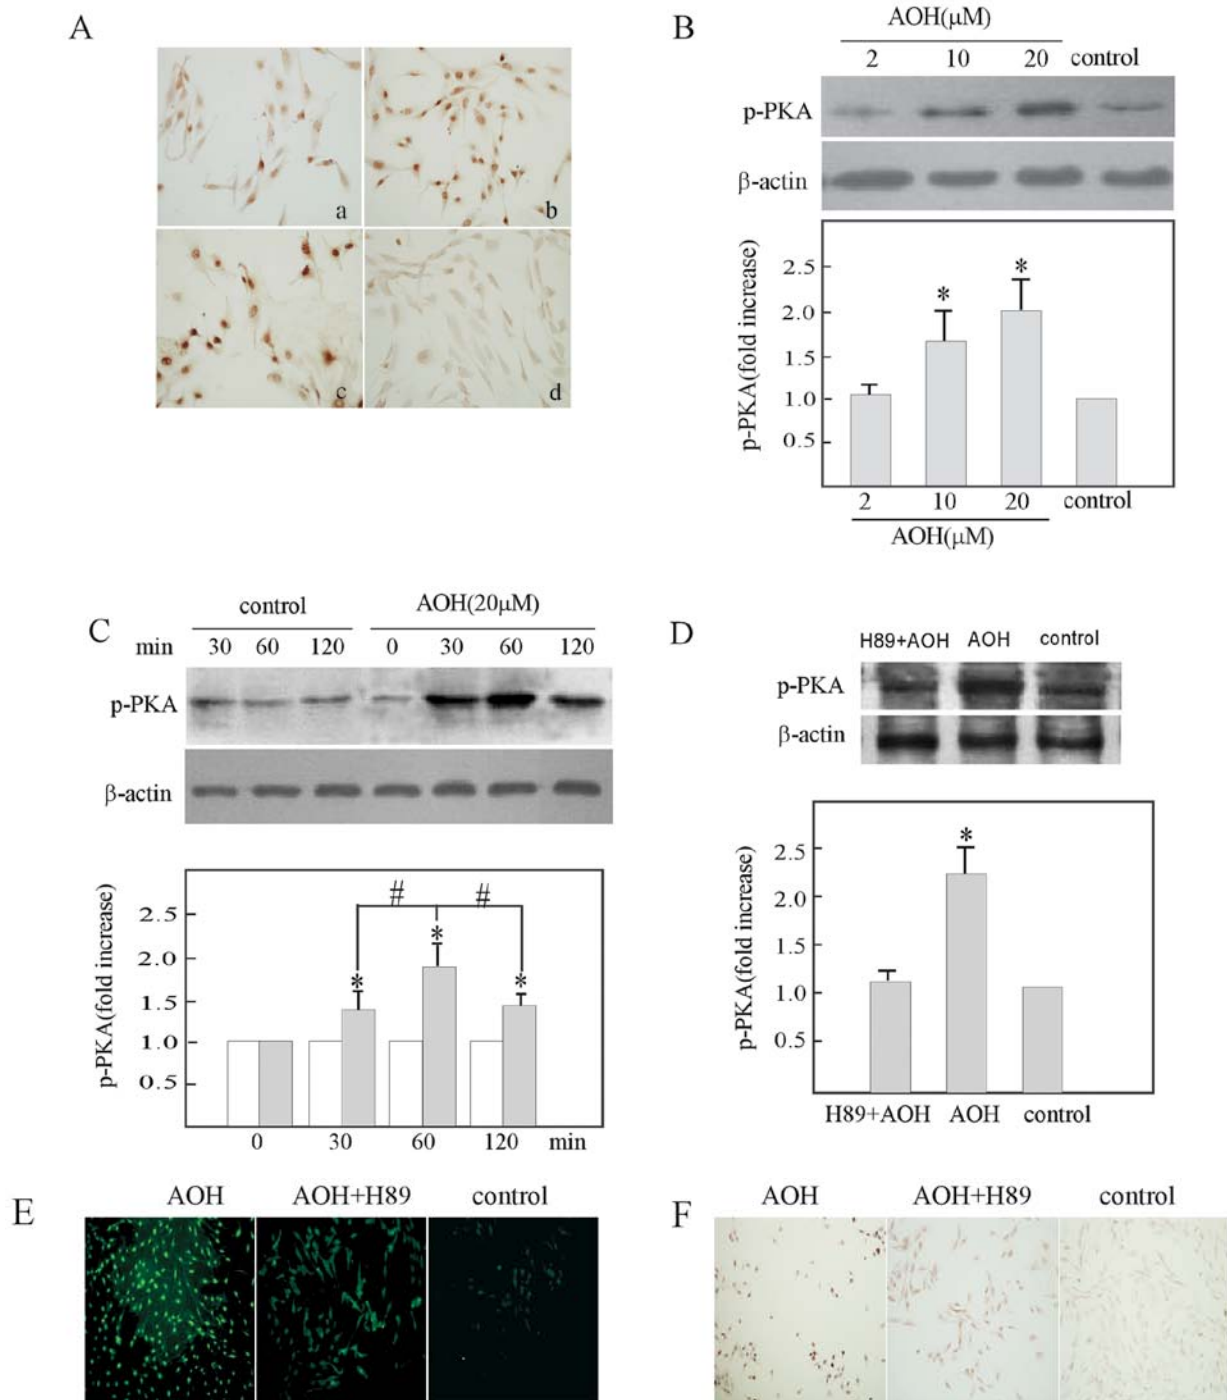 A
a
b
c
d
B
AOH(μM)
2 10 20 control
p-PKA
β-actin
p-PKA(fold increase)
2.5
2.0
1.5
1.0
0.5
* *
2 10 20 control
AOH(μM)
C
control AOH(20μM)
min 30 60 120 0 30 60 120
p-PKA
β-actin
p-PKA(fold increase)
2.5
2.0
1.5
1.0
0.5
# #
* * *
0 30 60 120 min
D
H89+AOH AOH control
p-PKA
β-actin
p-PKA(fold increase)
2.5
2.0
1.5
1.0
0.5
*
H89+AOH AOH control
E
AOH AOH+H89 control
F
AOH AOH+H89 control